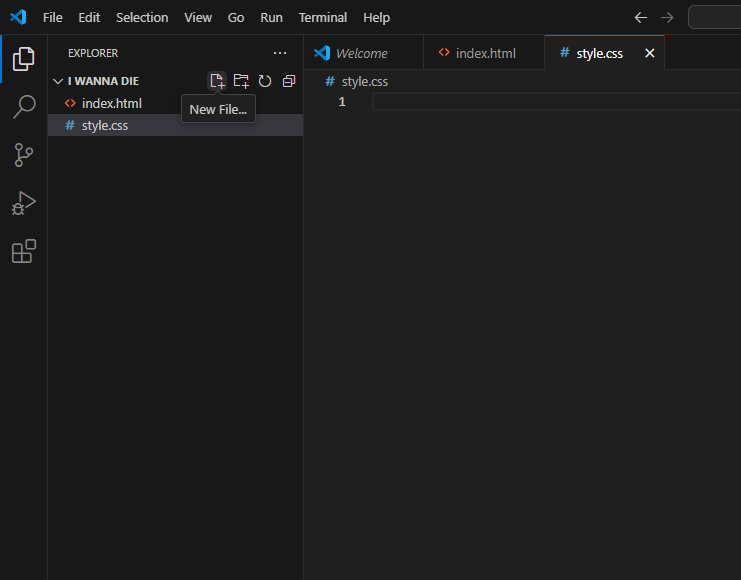 File Edit Selection View Go Run Terminal Help
EXPLORER
Welcome index.html style.css
I WANNA DIE
style.css
index.html
1
New File...
style.css